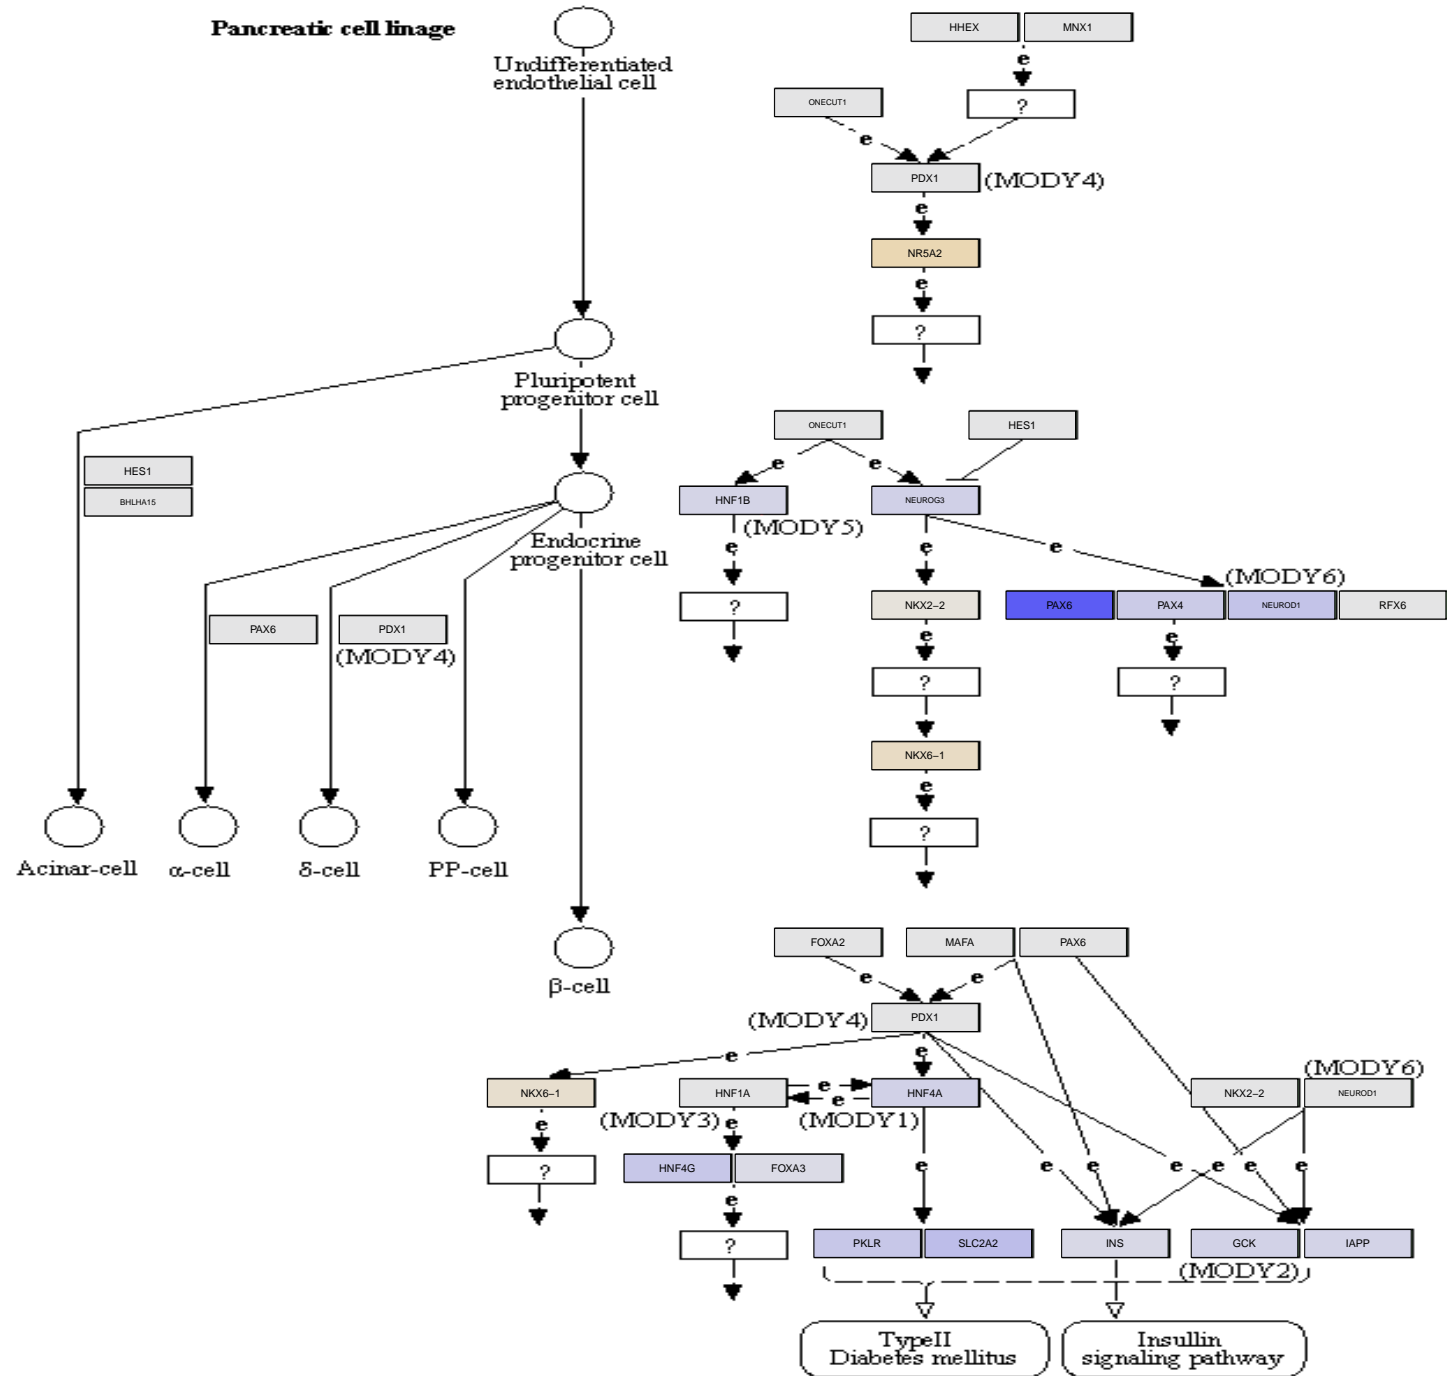 Pancreatic cell linage
Undifferentiated
endothelial cell
HHEX
MNX1
e
?
ONECUT1
e
PDX1
(MODY4)
e
NR5A2
e
?
Pluripotent
progenitor cell
HES1
BHLHA15
Endocrine
progenitor cell
PAX6
PDX1
(MODY4)
Acinar-cell
α-cell
δ-cell
PP-cell
β-cell
ONECUT1
HES1
e
e
HNF1B
NEUROG3
(MODY5)
e
e
e
(MODY6)
?
NKX2−2
PAX6
PAX4
NEUROD1
RFX6
e
e
?
?
NKX6−1
e
?
FOXA2
MAFA
PAX6
e
e
(MODY4)
PDX1
e
e
(MODY6)
NKX6−1
HNF1A
e
e
HNF4A
NKX2−2
NEUROD1
e
(MODY3)
e
(MODY1)
?
HNF4G
FOXA3
e
e
e
e
e
e
e
e
?
PKLR
SLC2A2
INS
GCK
IAPP
(MODY2)
TypeII
Diabetes mellitus
Insullin
signaling pathway